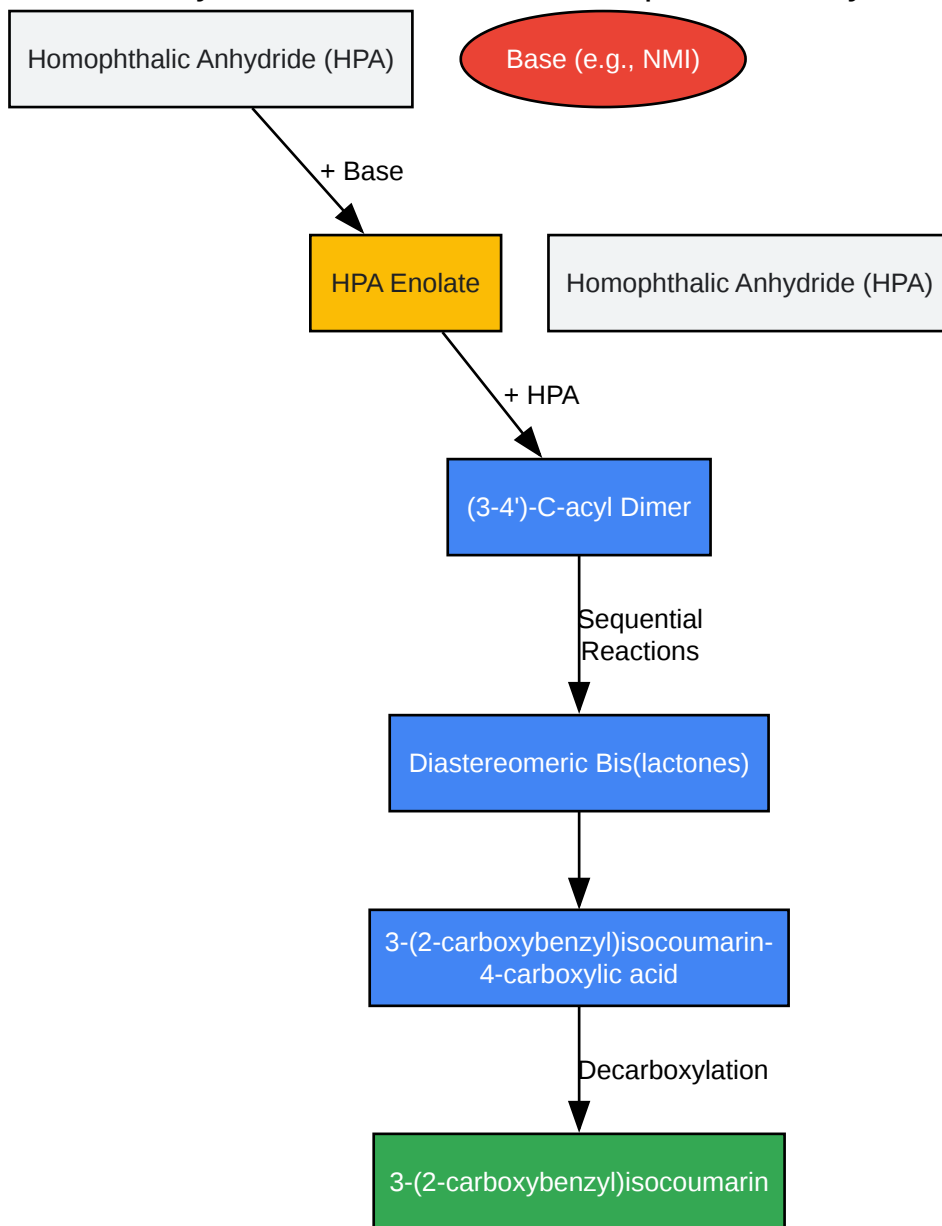 Homophthalic Anhydride (HPA)
Base (e.g., NMI)
+ Base
HPA Enolate
Homophthalic Anhydride (HPA)
+ HPA
(3-4')-C-acyl Dimer
Sequential
Reactions
Diastereomeric Bis(lactones)
3-(2-carboxybenzyl)isocoumarin-
4-carboxylic acid
Decarboxylation
3-(2-carboxybenzyl)isocoumarin